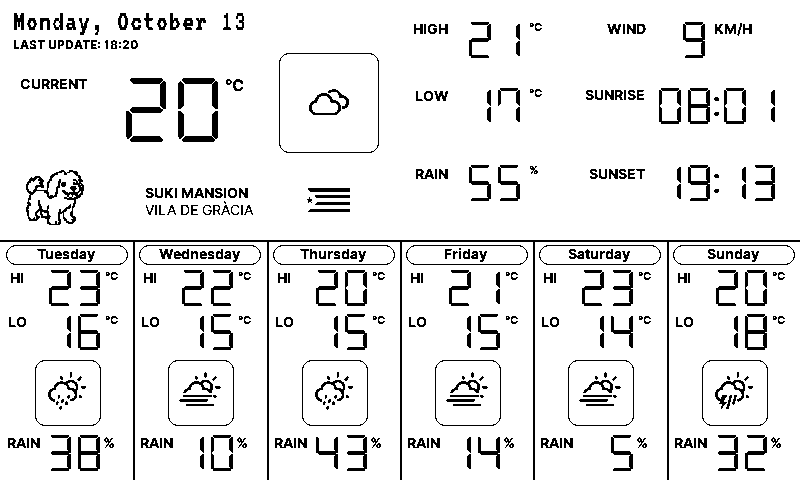 Monday, October 13
LAST UPDATE: 18:20
CURRENT 20 °C
SUKI MANSION
VILA DE GRÀCIA
HIGH 21 °C
LOW 17 °C
RAIN 55 %
WIND 9 KM/H
SUNRISE 08:01
SUNSET 19:13
Tuesday
HI 23 °C
LO 16 °C
RAIN 38 %
Wednesday
HI 22 °C
LO 15 °C
RAIN 10 %
Thursday
HI 20 °C
LO 15 °C
RAIN 43 %
Friday
HI 21 °C
LO 15 °C
RAIN 14 %
Saturday
HI 23 °C
LO 14 °C
RAIN 5 %
Sunday
HI 20 °C
LO 18 °C
RAIN 32 %